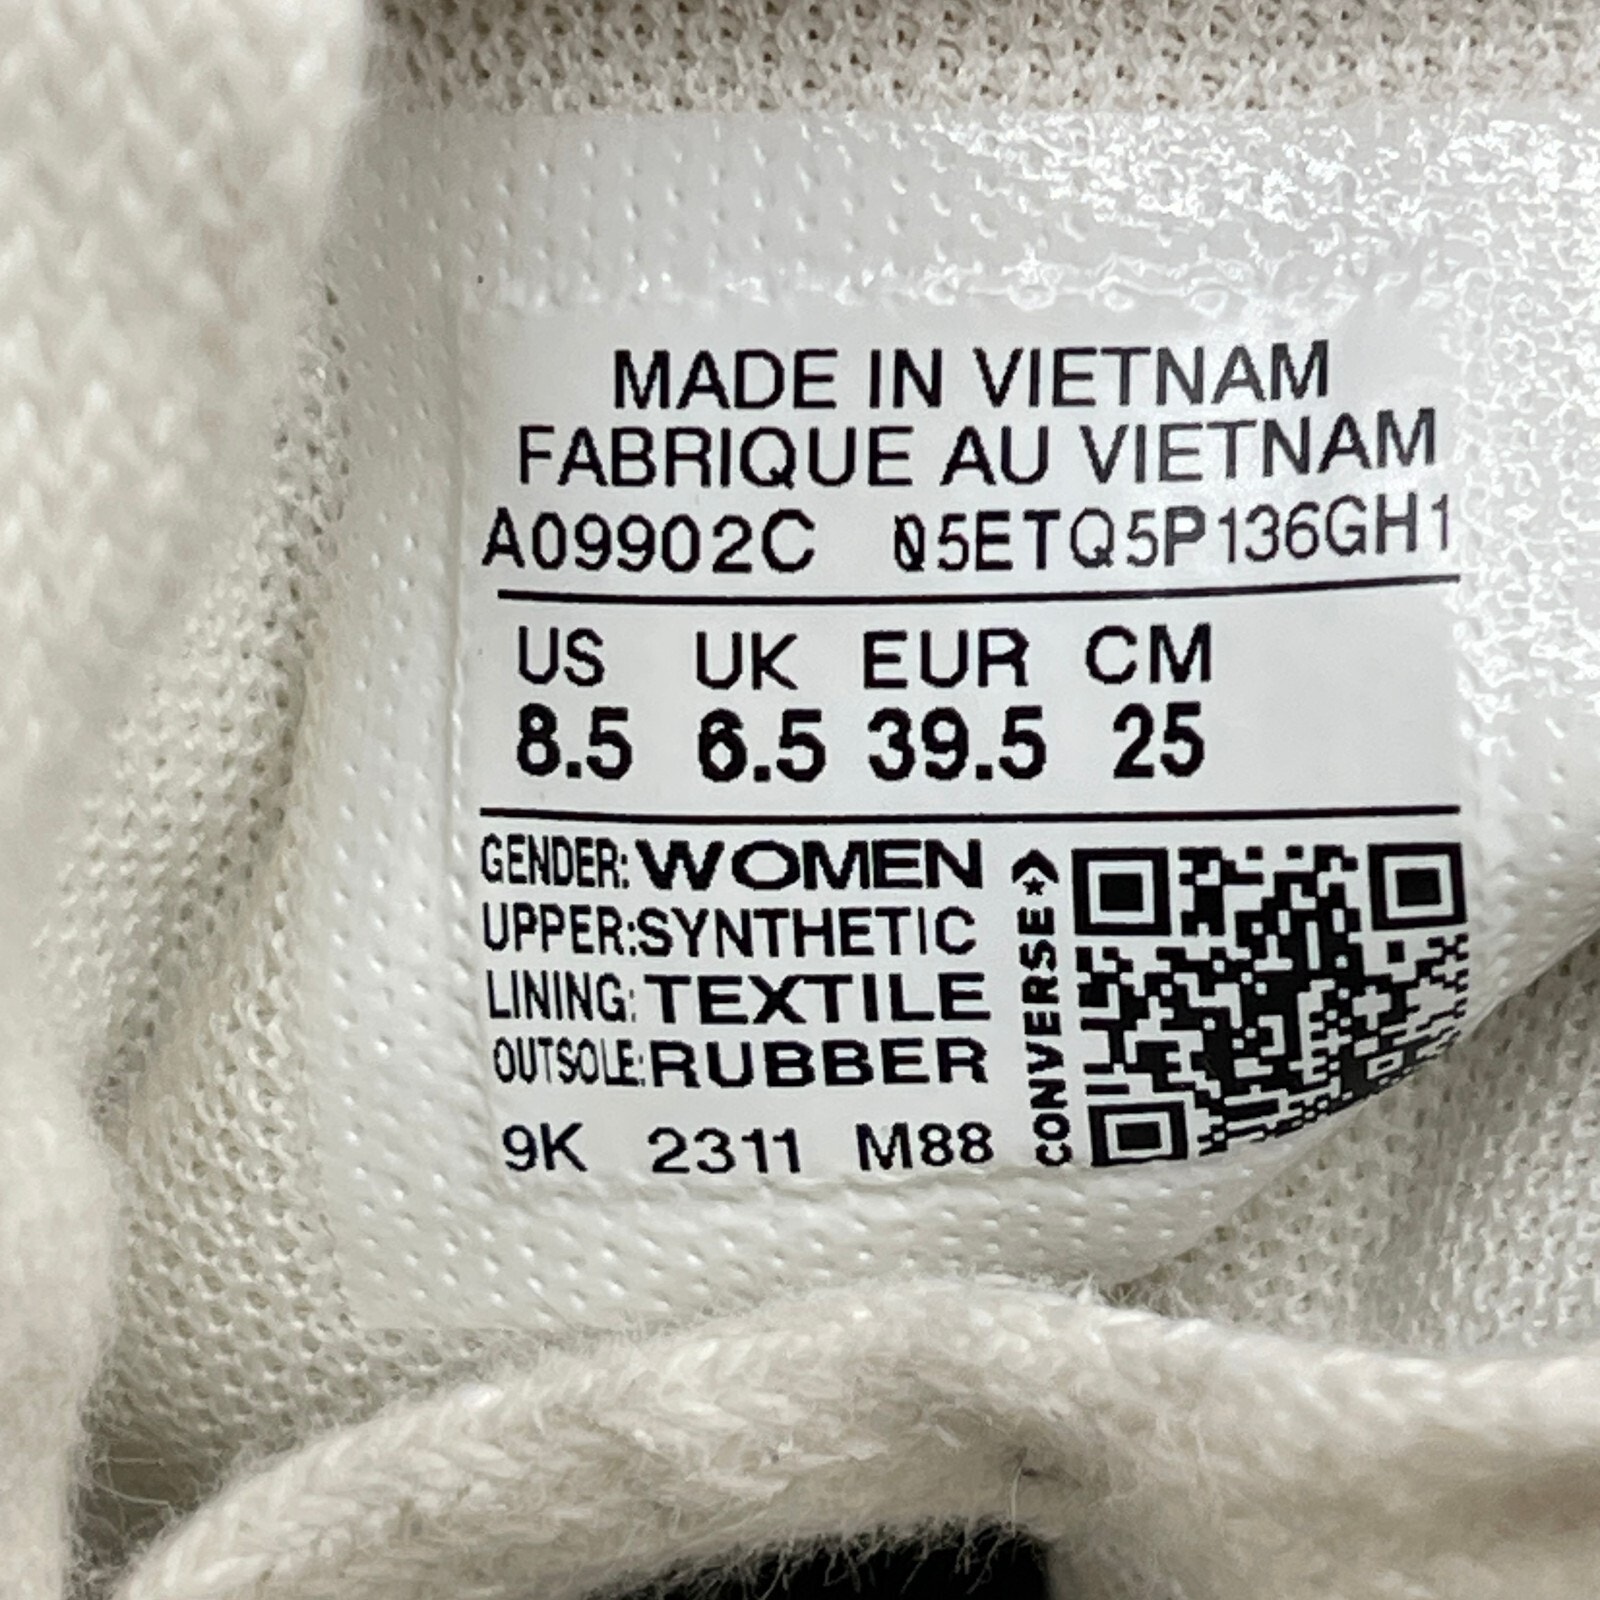 MADE IN VIETNAM
FABRIQUE AU VIETNAM
A09902C 05ETQ5P136GH1
US UK EUR CM
8.5 6.5 39.5 25
GENDER: WOMEN
UPPER:SYNTHETIC
LINING: TEXTILE
OUTSOLE:RUBBER
9K 2311 M88
CONVERSE